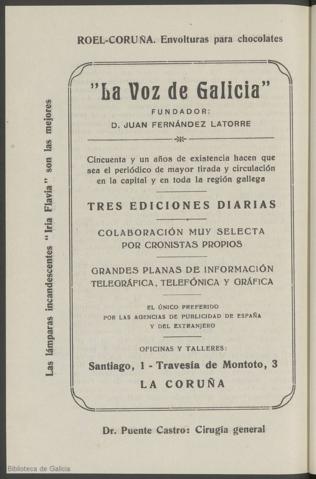 ROEL-CORUÑA. Envolturas para chocolates
"La Voz de Galicia"
FUNDADOR:
D. JUAN FERNÁNDEZ LATORRE
Cincuenta y un años de existencia hacen que
sea el periódico de mayor tirada y circulación
en la capital y en toda la región gallega
TRES EDICIONES DIARIAS
COLABORACIÓN MUY SELECTA
POR CRONISTAS PROPIOS
GRANDES PLANAS DE INFORMACIÓN
TELEGRÁFICA, TELEFÓNICA Y GRÁFICA
EL ÚNICO PREFERIDO
POR LAS AGENCIAS DE PUBLICIDAD DE ESPAÑA
Y DEL EXTRANJERO
OFICINAS Y TALLERES:
Santiago, 1 - Travesía de Montoto, 3
LA CORUÑA
Las lámparas incandescentes "Iria Flavia" son las mejores
Dr. Puente Castro: Cirugía general
Biblioteca de Galicia